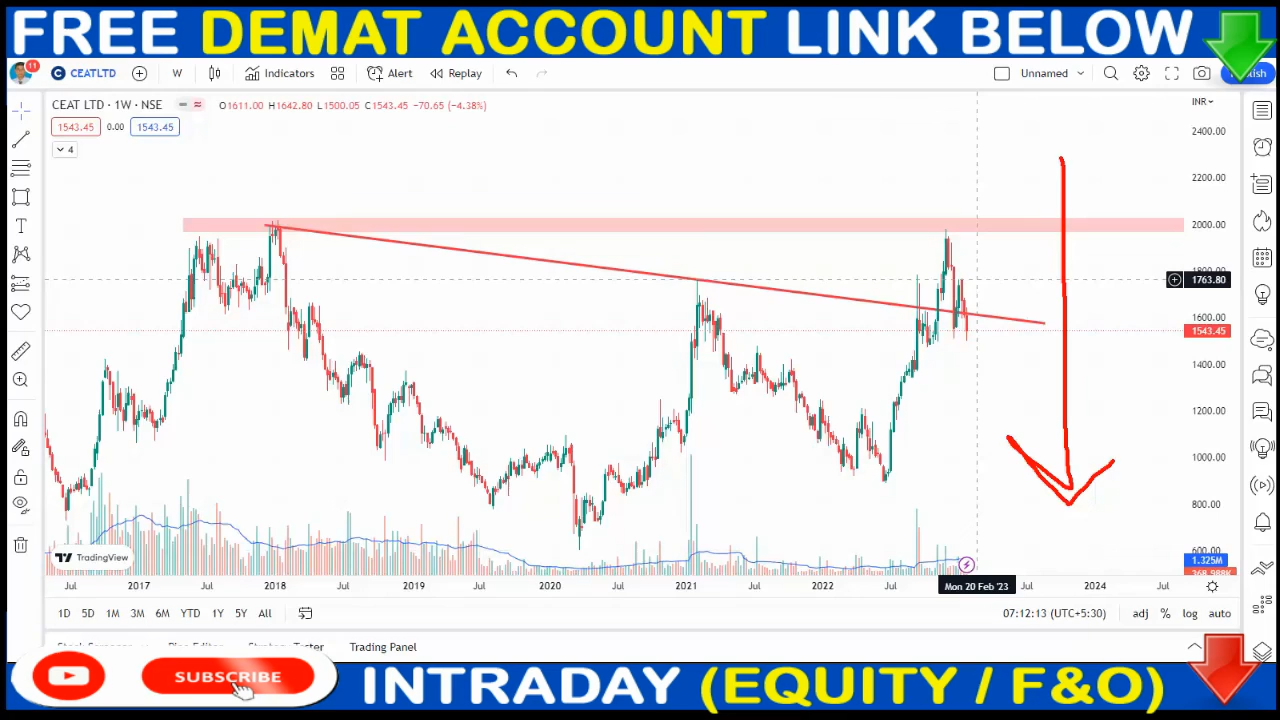 FREE DEMAT ACCOUNT LINK BELOW
11 CEATLTD W Indicators Alert Replay Unnamed
CEAT LTD · 1W · NSE O1611.00 H1642.80 L1500.05 C1543.45 −70.65 (−4.38%) INR
1543.45 0.00 1543.45
4
2400.00
2200.00
2000.00
1763.80
1600.00
1543.45
1400.00
1200.00
1000.00
800.00
600.00
1.325M
TradingView
Jul 2017 Jul 2018 Jul 2019 Jul 2020 Jul 2021 Jul 2022 Jul Mon 20 Feb '23 Jul 2024 Jul
1D 5D 1M 3M 6M YTD 1Y 5Y All 07:12:13 (UTC+5:30) adj % log auto
Trading Panel
SUBSCRIBE
INTRADAY (EQUITY / F&O)